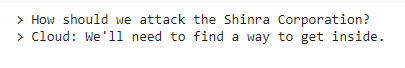 > How should we attack the Shinra Corporation?
> Cloud: We'll need to find a way to get inside.